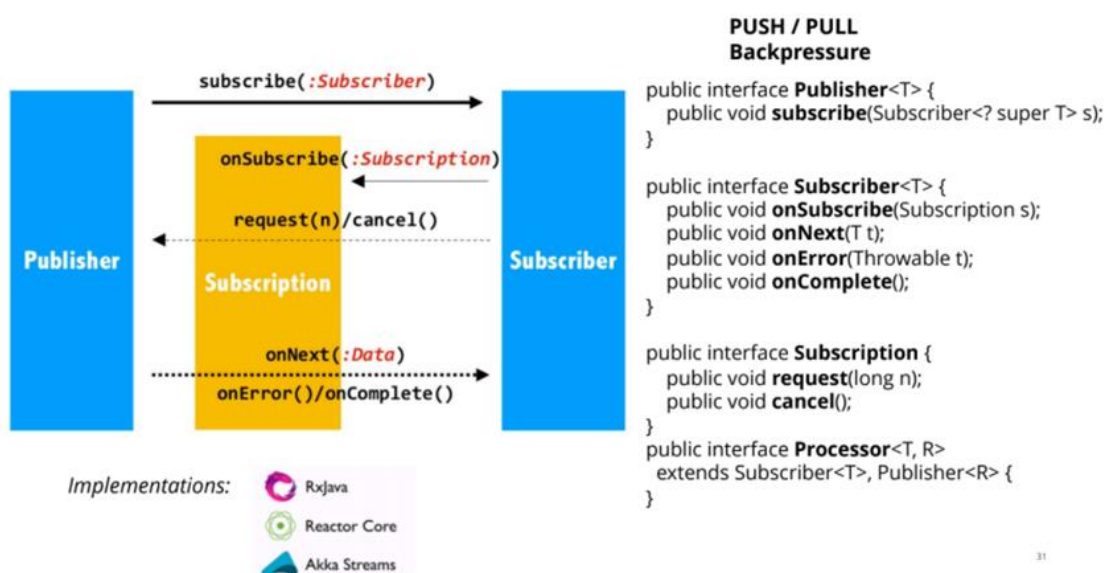 PUSH / PULL
Backpressure
subscribe(:Subscriber)
onSubscribe(:Subscription)
request(n)/cancel()
Publisher
Subscription
Subscriber
onNext(:Data)
onError()/onComplete()
public interface Publisher<T> {
public void subscribe(Subscriber<? super T> s);
}
public interface Subscriber<T> {
public void onSubscribe(Subscription s);
public void onNext(T t);
public void onError(Throwable t);
public void onComplete();
}
public interface Subscription {
public void request(long n);
public void cancel();
}
public interface Processor<T, R>
extends Subscriber<T>, Publisher<R> {
}
Implementations:
RxJava
Reactor Core
Akka Streams
31